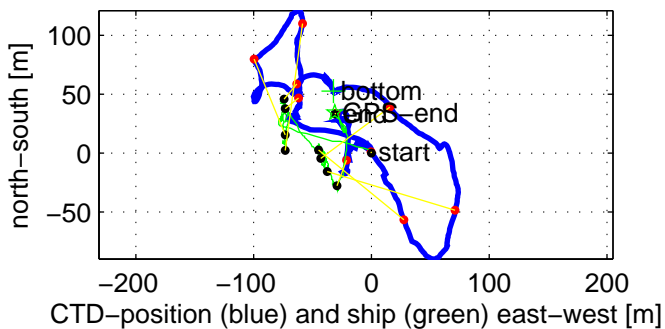 100
50
0
−50
north−south [m]
bottom
GPS−end
end
start
−200
−100
0
100
200
CTD−position (blue) and ship (green) east−west [m]